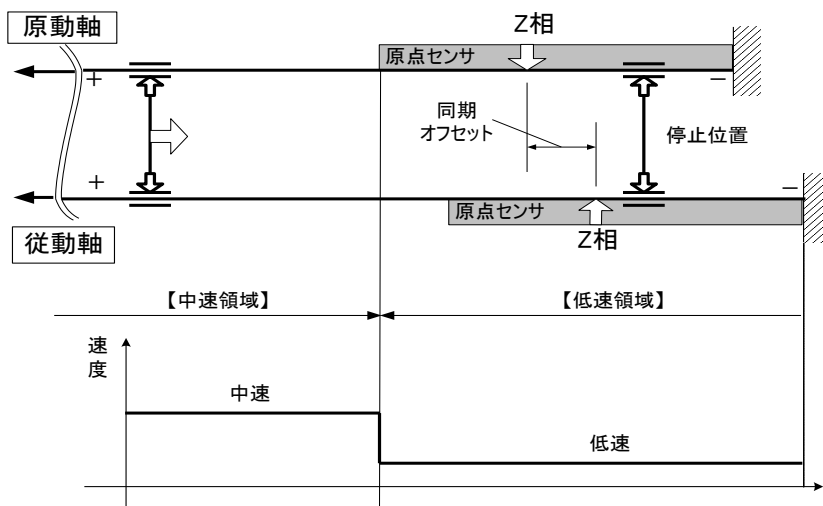 原動軸
Z相
原点センサ
+
−
同期
オフセット
停止位置
+
−
原点センサ
従動軸
Z相
【中速領域】
【低速領域】
速度
中速
低速